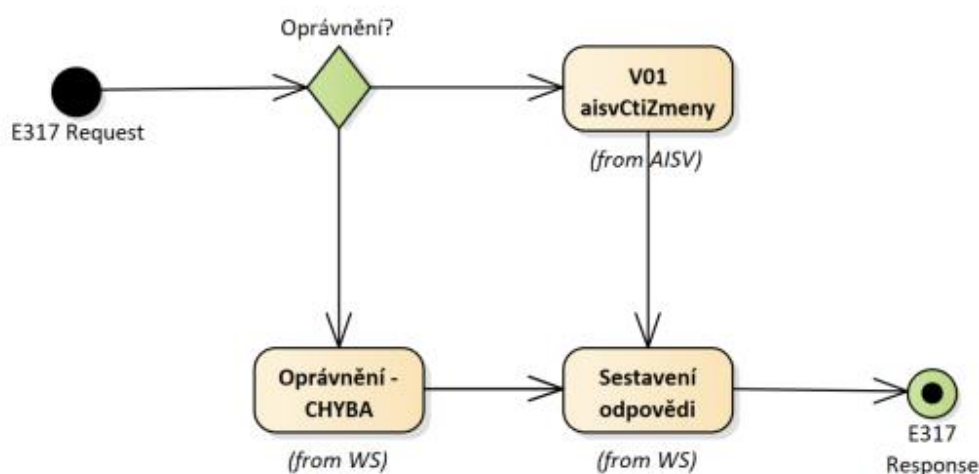 Oprávnění?
E317 Request
V01
aisvCtiZmeny
(from AISV)
Oprávnění -
CHYBA
(from WS)
Sestavení
odpovědi
(from WS)
E317
Response